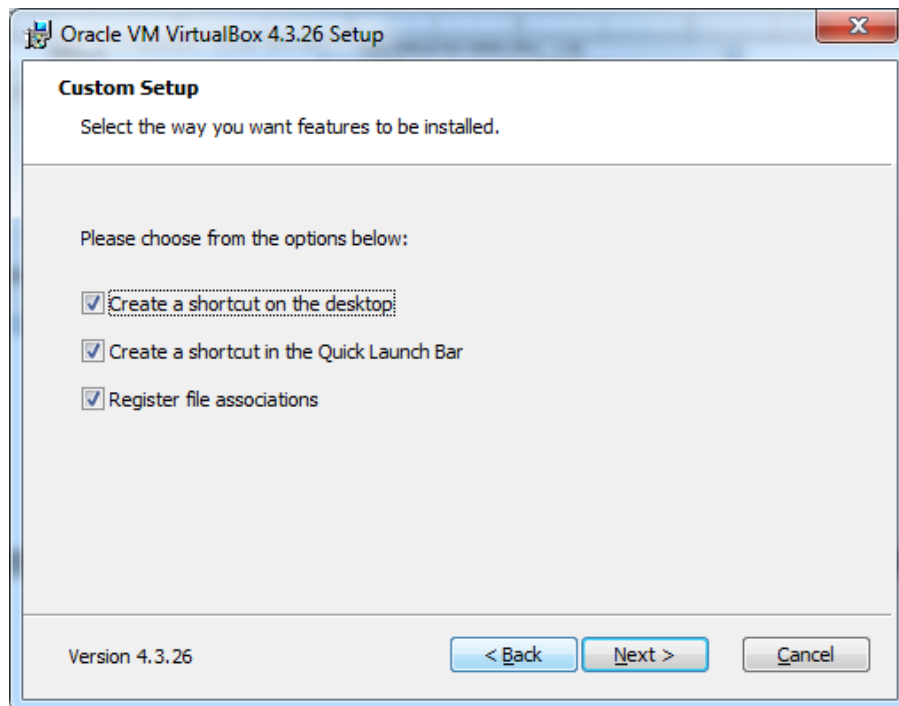 Oracle VM VirtualBox 4.3.26 Setup
Custom Setup
Select the way you want features to be installed.
Please choose from the options below:
Create a shortcut on the desktop
Create a shortcut in the Quick Launch Bar
Register file associations
Version 4.3.26
< Back
Next >
Cancel